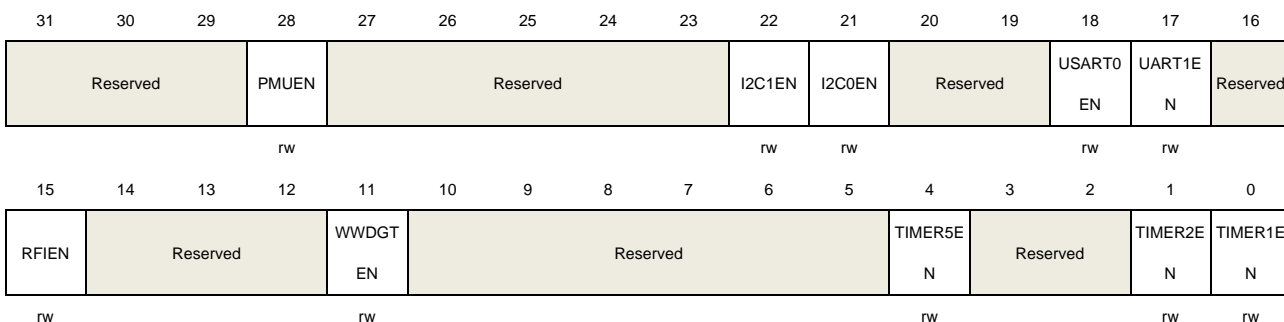 31 30 29 28 27 26 25 24 23 22 21 20 19 18 17 16
Reserved PMUEN Reserved I2C1EN I2C0EN Reserved USART0 UART1E Reserved
EN N
rw rw rw rw rw
15 14 13 12 11 10 9 8 7 6 5 4 3 2 1 0
RFIEN Reserved WWDGT Reserved TIMER5E Reserved TIMER2E TIMER1E
EN N N N
rw rw rw rw rw